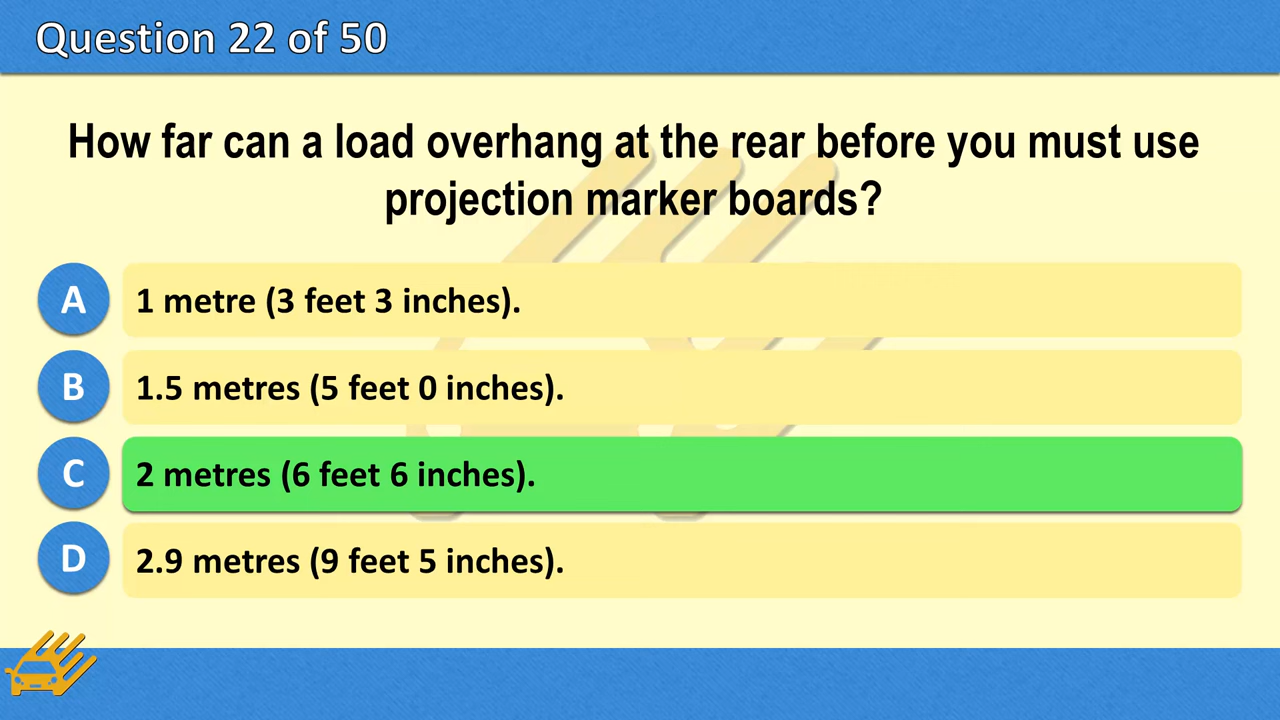 Question 22 of 50
How far can a load overhang at the rear before you must use
projection marker boards?
A 1 metre (3 feet 3 inches).
B 1.5 metres (5 feet 0 inches).
C 2 metres (6 feet 6 inches).
D 2.9 metres (9 feet 5 inches).